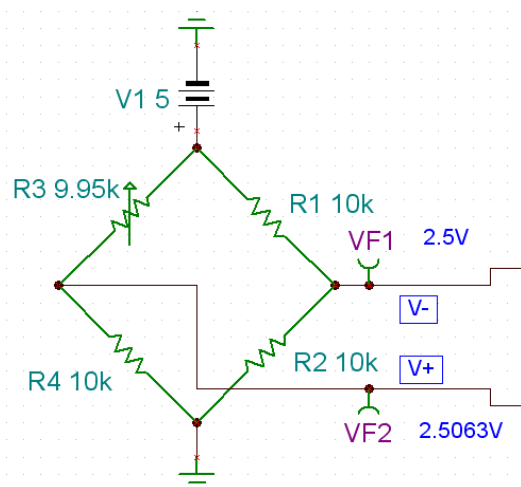 V1 5
+
R3 9.95k
R1 10k
VF1
2.5V
V-
R4 10k
R2 10k
V+
VF2
2.5063V